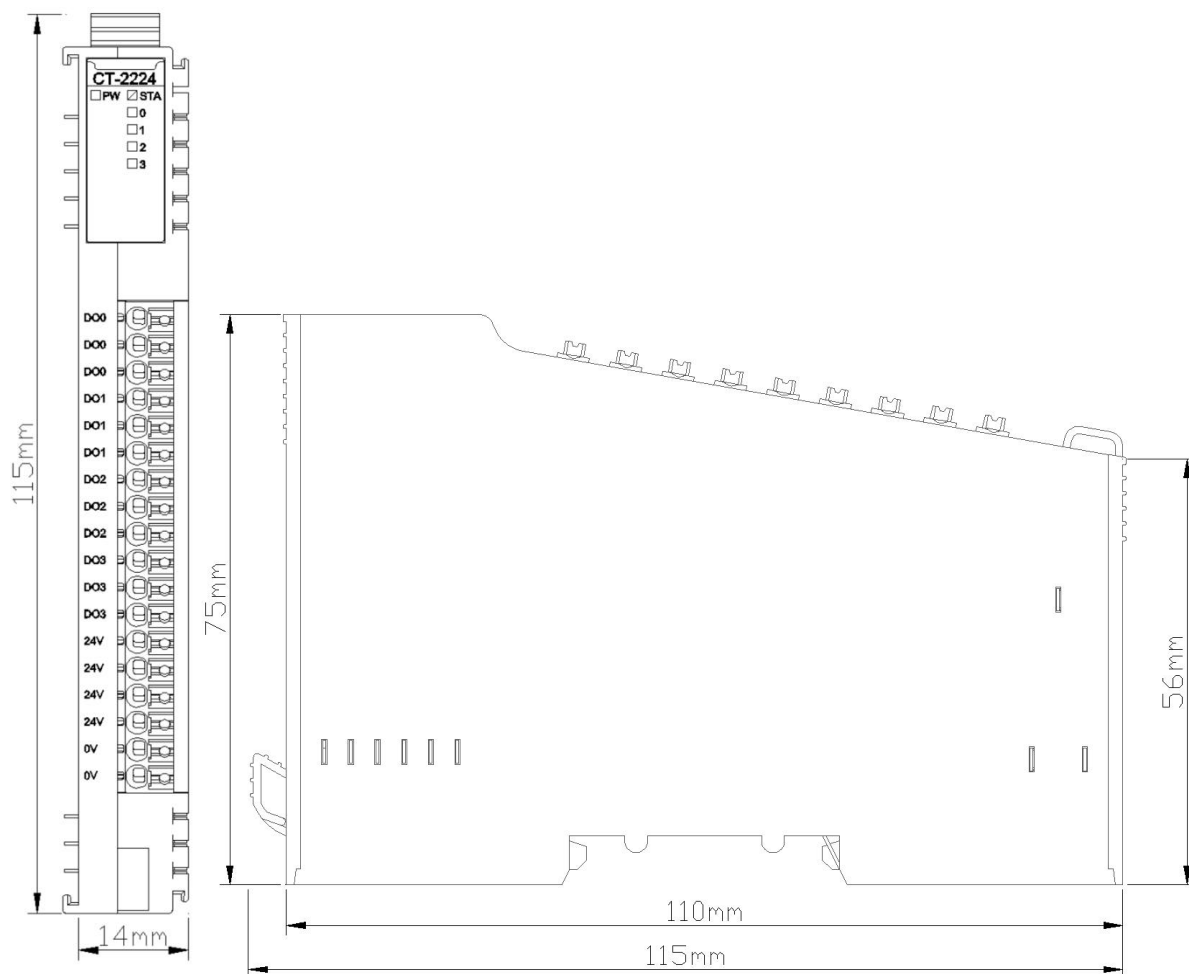 CT-2224
PW STA
0
1
2
3
DO0
DO0
DO0
DO1
DO1
DO1
DO2
DO2
DO2
DO3
DO3
DO3
24V
24V
24V
24V
0V
0V
115mm
14mm
75mm
56mm
110mm
115mm